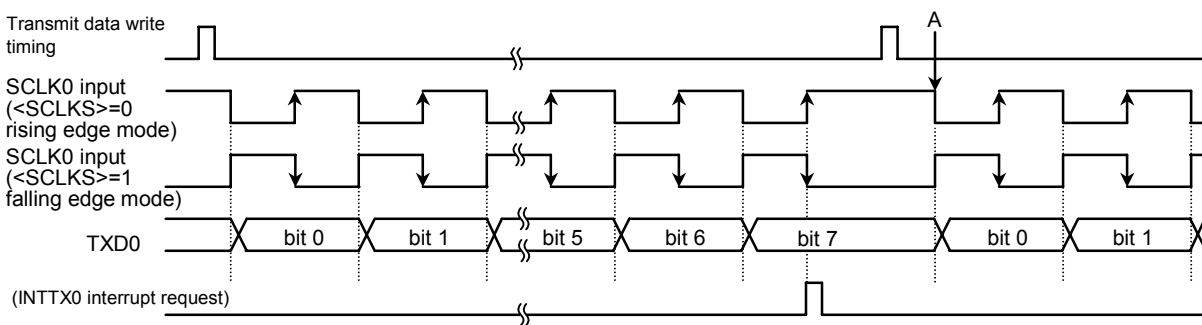 Transmit data write
timing
A
SCLK0 input
(<SCLKS>=0
rising edge mode)
SCLK0 input
(<SCLKS>=1
falling edge mode)
TXD0
bit 0
bit 1
bit 5
bit 6
bit 7
bit 0
bit 1
(INTTX0 interrupt request)